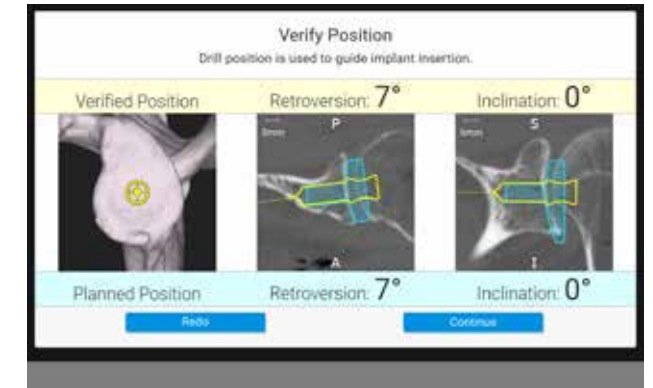 Verify Position
Drill position is used to guide implant insertion.
Verified Position Retroversion: 7° Inclination: 0°
P S
A I
Planned Position Retroversion: 7° Inclination: 0°
Redo Continue